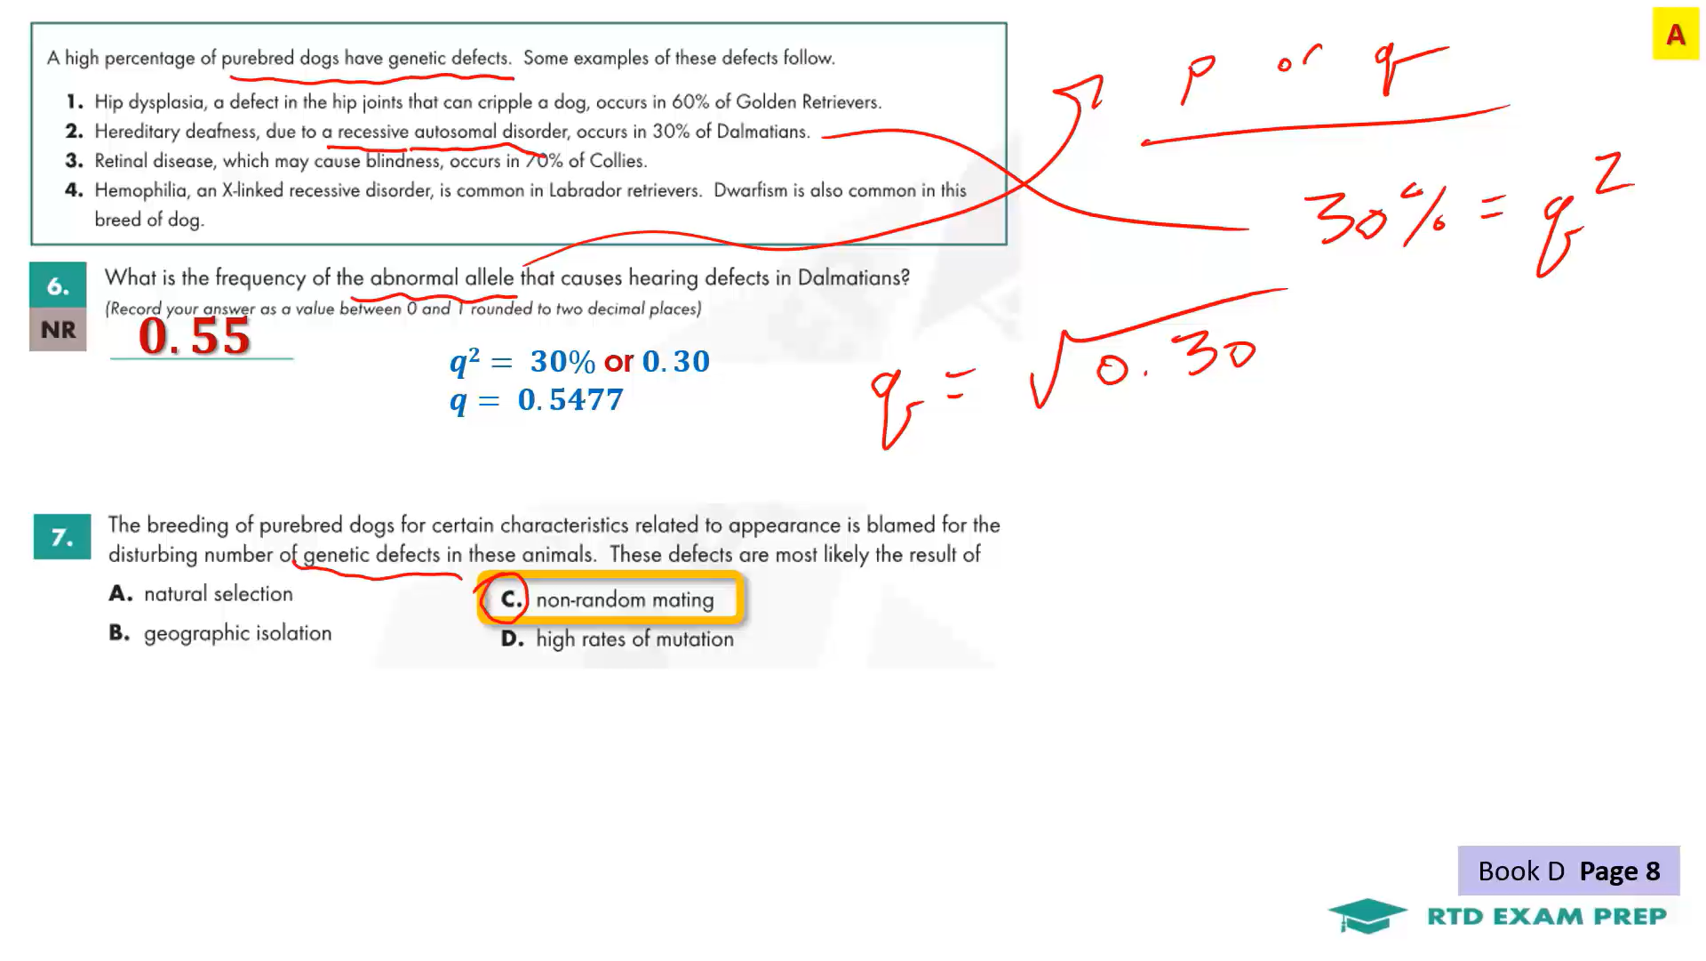 A
A high percentage of purebred dogs have genetic defects. Some examples of these defects follow.
1. Hip dysplasia, a defect in the hip joints that can cripple a dog, occurs in 60% of Golden Retrievers.
2. Hereditary deafness, due to a recessive autosomal disorder, occurs in 30% of Dalmatians.
3. Retinal disease, which may cause blindness, occurs in 70% of Collies.
4. Hemophilia, an X-linked recessive disorder, is common in Labrador retrievers. Dwarfism is also common in this
breed of dog.
p or q
30% = q²
6. What is the frequency of the abnormal allele that causes hearing defects in Dalmatians?
NR (Record your answer as a value between 0 and 1 rounded to two decimal places)
0.55
q² = 30% or 0.30
q = 0.5477
q = √0.30
7. The breeding of purebred dogs for certain characteristics related to appearance is blamed for the
disturbing number of genetic defects in these animals. These defects are most likely the result of
A. natural selection
B. geographic isolation
C. non-random mating
D. high rates of mutation
Book D Page 8
RTD EXAM PREP